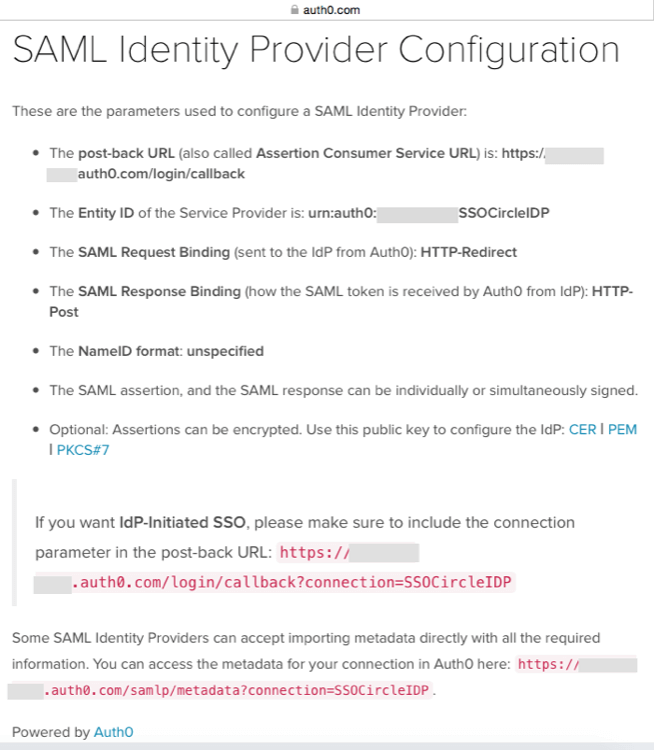 auth0.com
SAML Identity Provider Configuration
These are the parameters used to configure a SAML Identity Provider:
• The post-back URL (also called Assertion Consumer Service URL) is: https:/
auth0.com/login/callback
• The Entity ID of the Service Provider is: urn:auth0: SSOCircleIDP
• The SAML Request Binding (sent to the IdP from Auth0): HTTP-Redirect
• The SAML Response Binding (how the SAML token is received by Auth0 from IdP): HTTP-
Post
• The NameID format: unspecified
• The SAML assertion, and the SAML response can be individually or simultaneously signed.
• Optional: Assertions can be encrypted. Use this public key to configure the IdP: CER | PEM
| PKCS#7
If you want IdP-Initiated SSO, please make sure to include the connection
parameter in the post-back URL: https://
.auth0.com/login/callback?connection=SSOCircleIDP
Some SAML Identity Providers can accept importing metadata directly with all the required
information. You can access the metadata for your connection in Auth0 here: https://
.auth0.com/samlp/metadata?connection=SSOCircleIDP.
Powered by Auth0